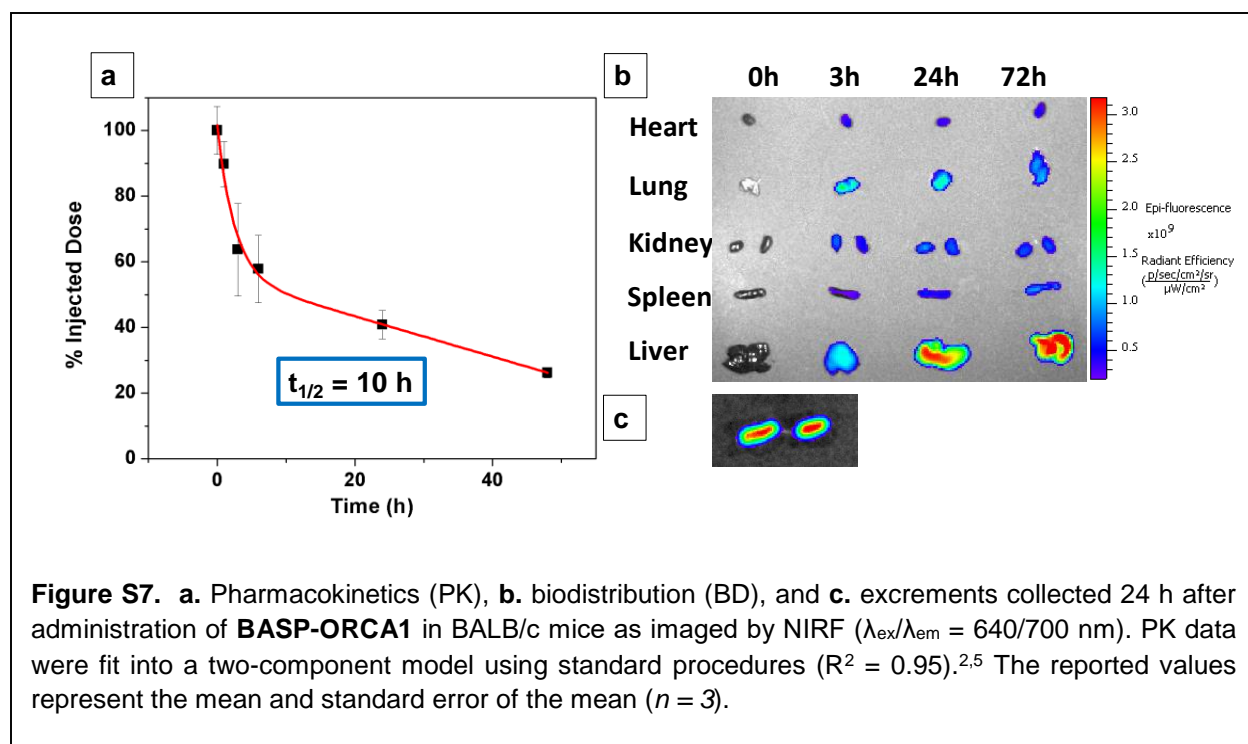 a
% Injected Dose
100
80
60
40
20
0
t1/2 = 10 h
0 20 40
Time (h)
b
0h 3h 24h 72h
Heart
Lung
Kidney
Spleen
Liver
3.0
2.5
2.0
1.5
1.0
0.5
Epi-fluorescence
x10^9
Radiant Efficiency
(p/sec/cm²/sr / µW/cm²)
c
Figure S7. a. Pharmacokinetics (PK), b. biodistribution (BD), and c. excrements collected 24 h after
administration of BASP-ORCA1 in BALB/c mice as imaged by NIRF (λex/λem = 640/700 nm). PK data
were fit into a two-component model using standard procedures (R² = 0.95).2,5 The reported values
represent the mean and standard error of the mean (n = 3).